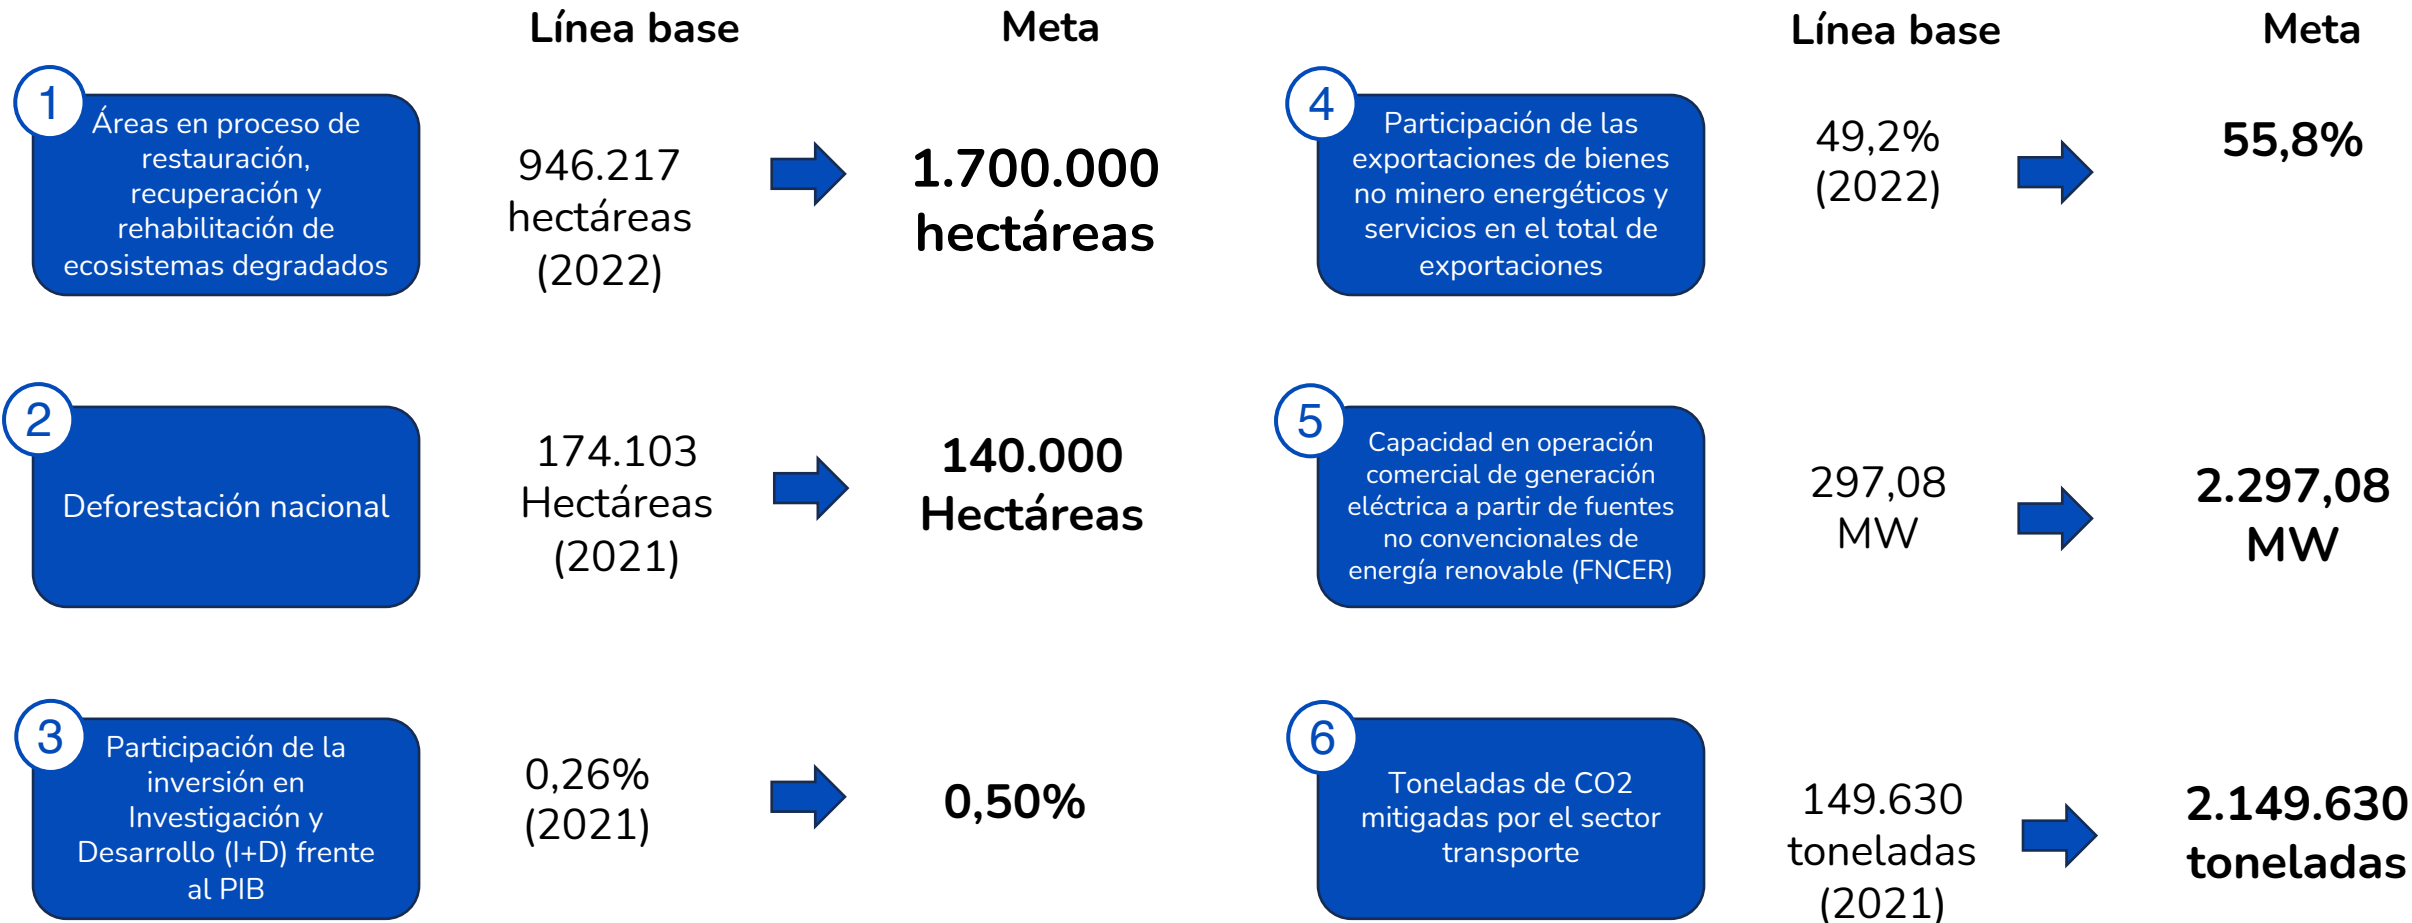 Línea base
Meta
1
Áreas en proceso de
restauración,
recuperación y
rehabilitación de
ecosistemas degradados
946.217
hectáreas
(2022)
1.700.000
hectáreas
2
Deforestación nacional
174.103
Hectáreas
(2021)
140.000
Hectáreas
3
Participación de la
inversión en
Investigación y
Desarrollo (I+D) frente
al PIB
0,26%
(2021)
0,50%
Línea base
Meta
4
Participación de las
exportaciones de bienes
no minero energéticos y
servicios en el total de
exportaciones
49,2%
(2022)
55,8%
5
Capacidad en operación
comercial de generación
eléctrica a partir de fuentes
no convencionales de
energía renovable (FNCER)
297,08
MW
2.297,08
MW
6
Toneladas de CO2
mitigadas por el sector
transporte
149.630
toneladas
(2021)
2.149.630
toneladas